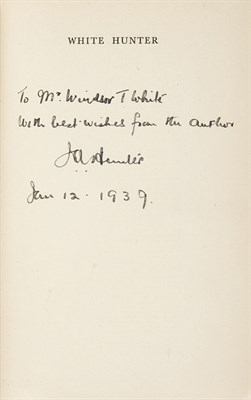 WHITE HUNTER
To Mr. Windsor T White
With best wishes from the author
J A Hunter
Jan 12 - 1939.